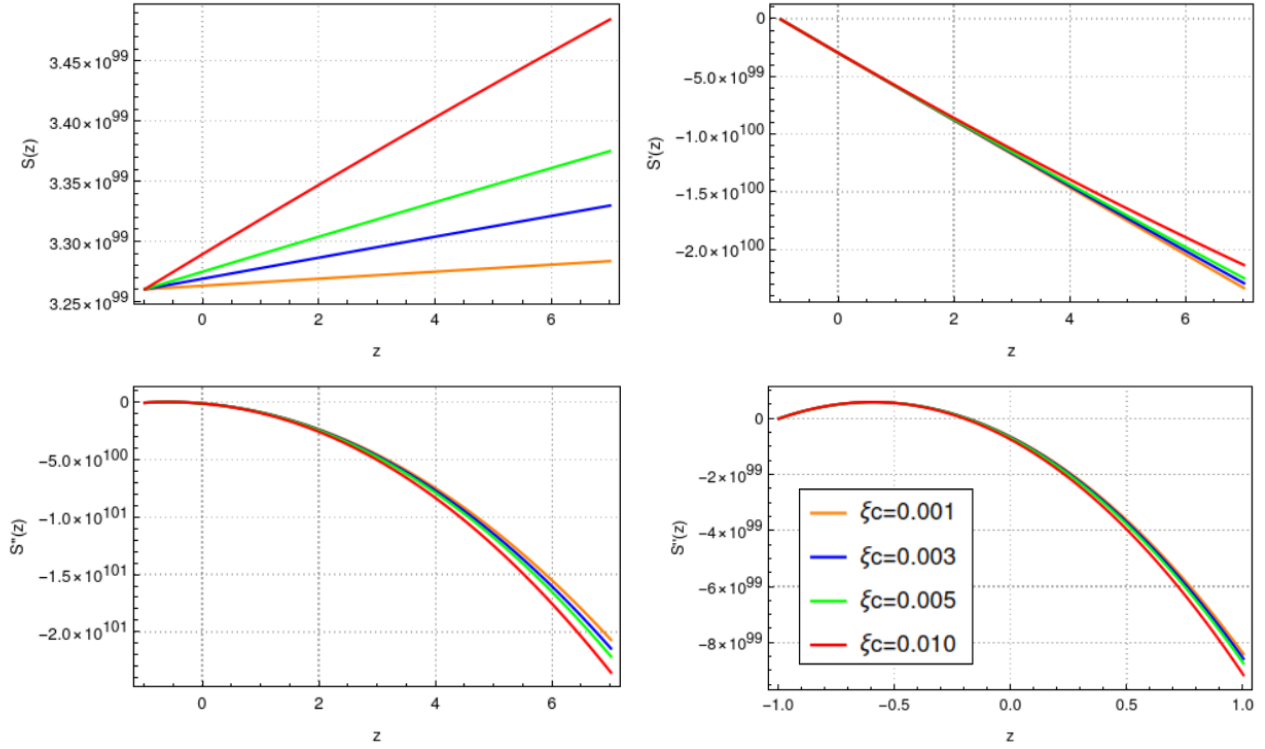 3.45×10^99
3.40×10^99
3.35×10^99
3.30×10^99
3.25×10^99
S(z)
0 2 4 6
z
0
−5.0×10^99
−1.0×10^100
−1.5×10^100
−2.0×10^100
S'(z)
0 2 4 6
z
0
−5.0×10^100
−1.0×10^101
−1.5×10^101
−2.0×10^101
S''(z)
0 2 4 6
z
0
−2×10^99
−4×10^99
−6×10^99
−8×10^99
S''(z)
ξc=0.001
ξc=0.003
ξc=0.005
ξc=0.010
−1.0 −0.5 0.0 0.5 1.0
z